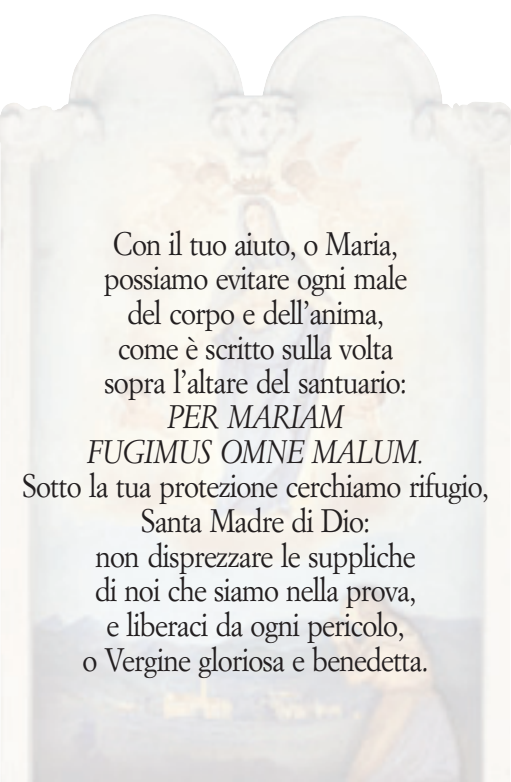 Con il tuo aiuto, o Maria,
possiamo evitare ogni male
del corpo e dell’anima,
come è scritto sulla volta
sopra l’altare del santuario:
PER MARIAM
FUGIMUS OMNE MALUM.
Sotto la tua protezione cerchiamo rifugio,
Santa Madre di Dio:
non disprezzare le suppliche
di noi che siamo nella prova,
e liberaci da ogni pericolo,
o Vergine gloriosa e benedetta.